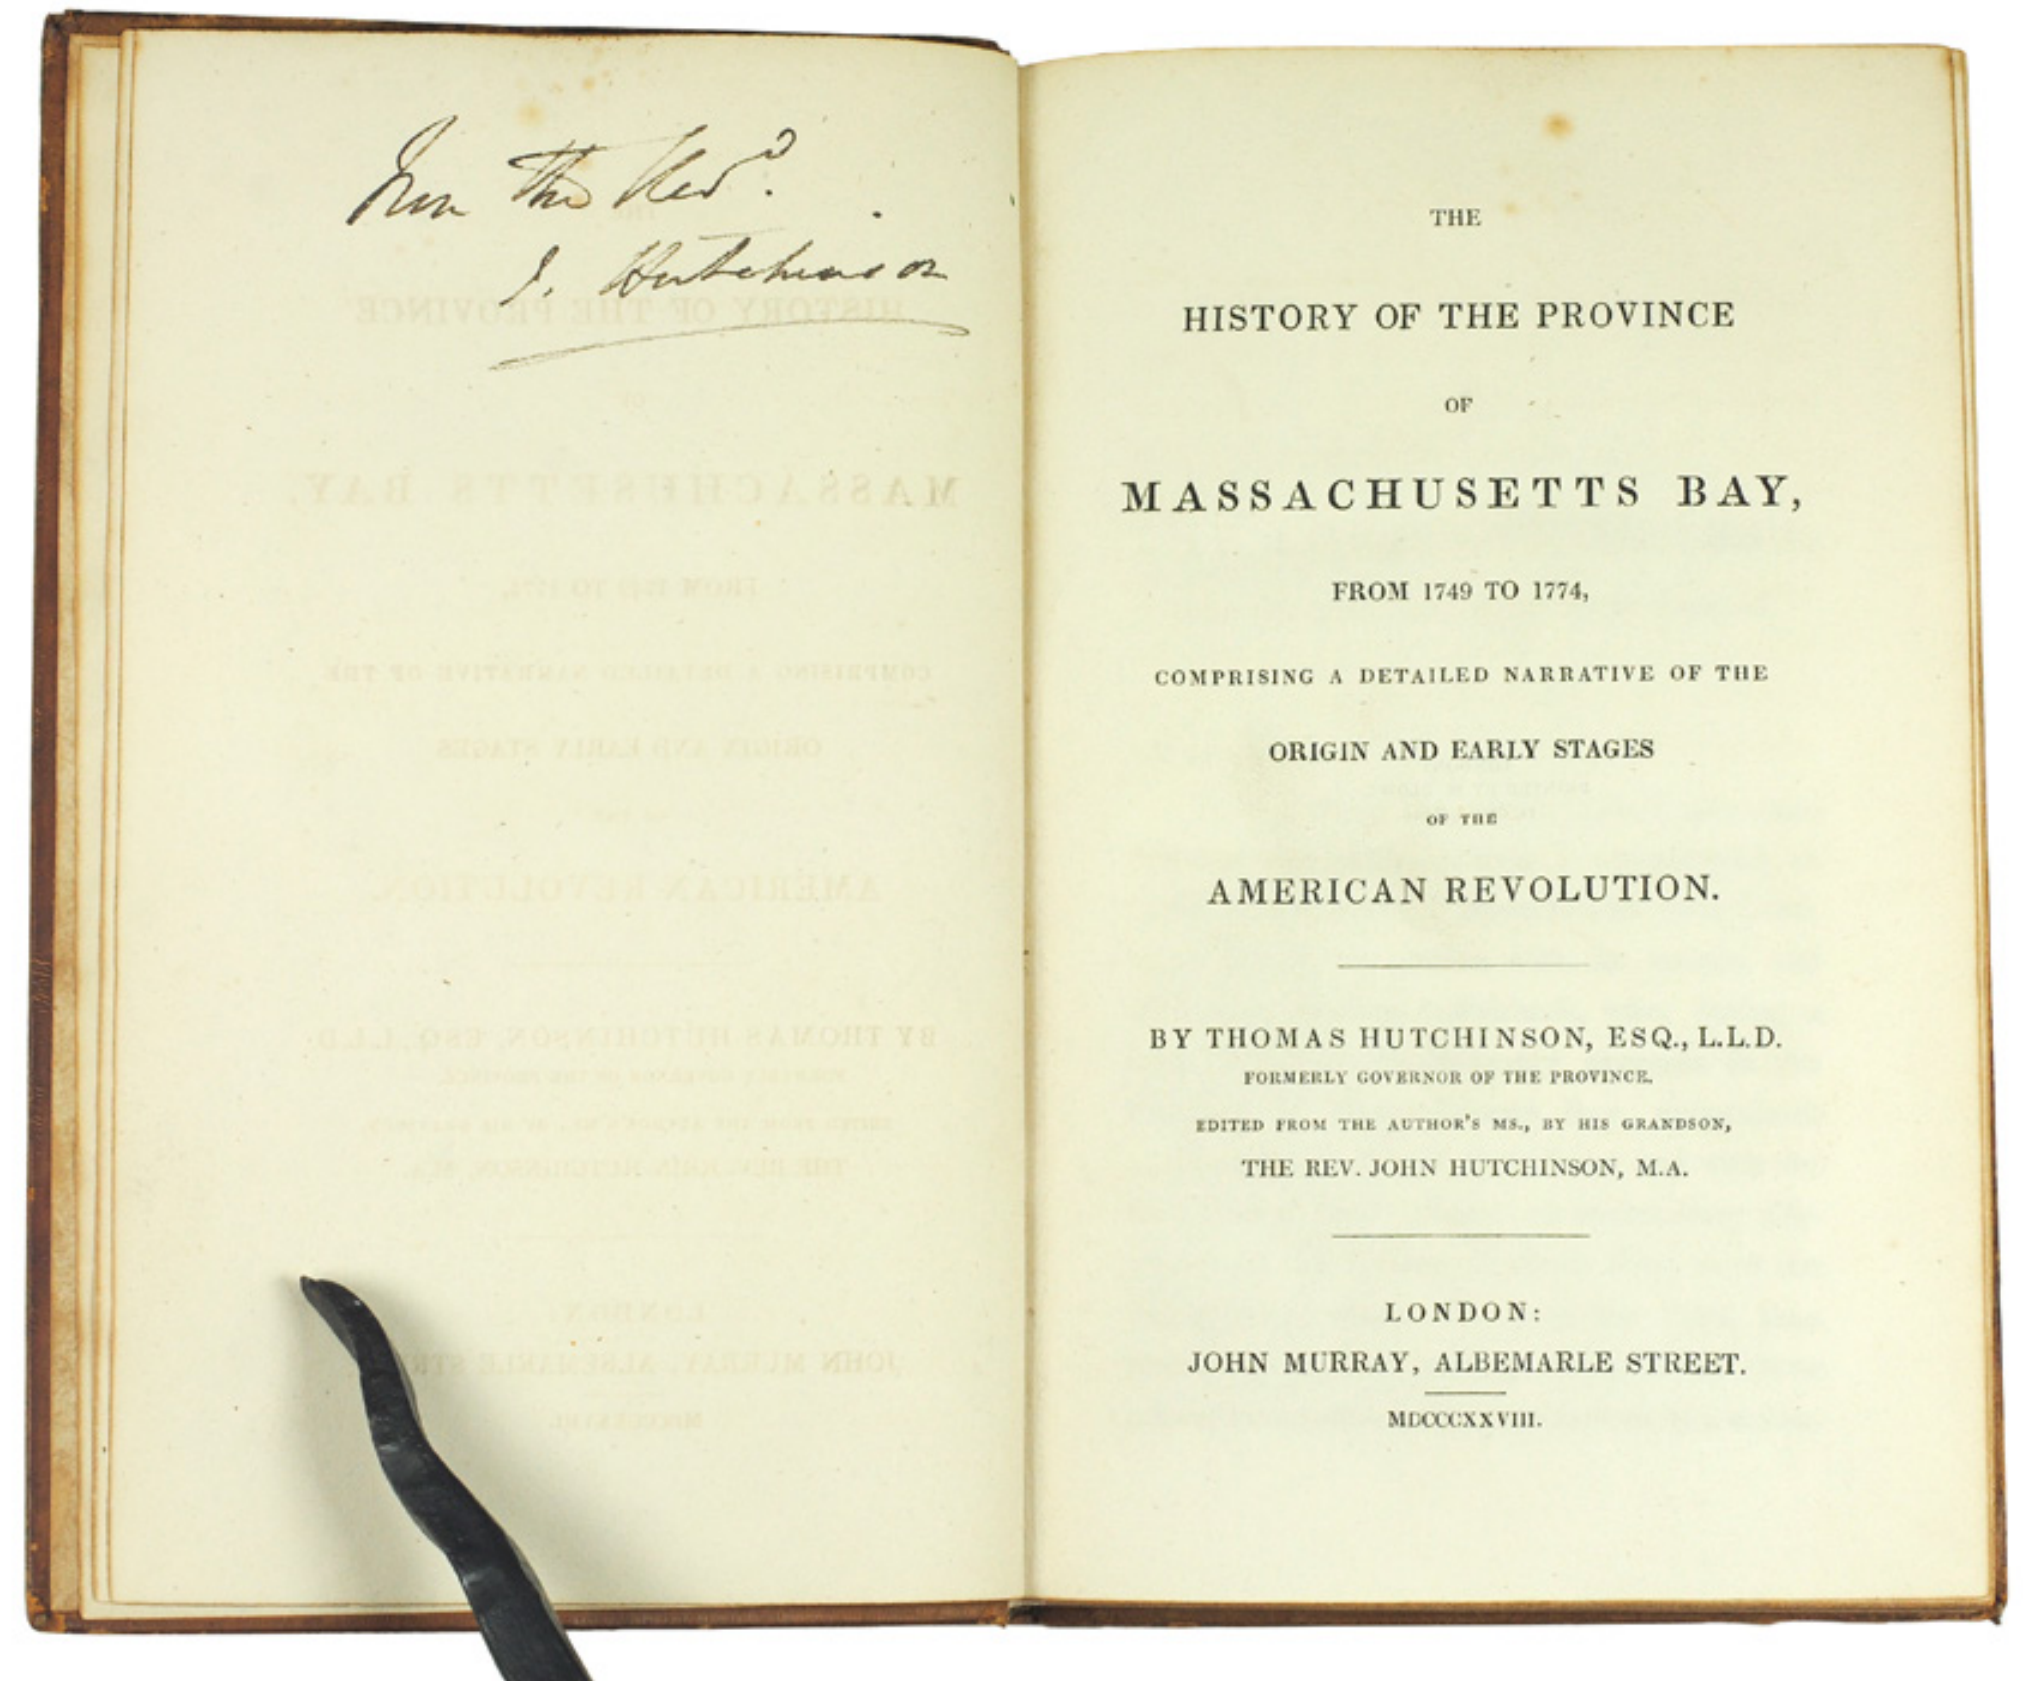 From the Revd.
J. Hutchinson
THE
HISTORY OF THE PROVINCE
OF
MASSACHUSETTS BAY,
FROM 1749 TO 1774,
COMPRISING A DETAILED NARRATIVE OF THE
ORIGIN AND EARLY STAGES
OF THE
AMERICAN REVOLUTION.
BY THOMAS HUTCHINSON, ESQ., L.L.D.
FORMERLY GOVERNOR OF THE PROVINCE.
EDITED FROM THE AUTHOR'S MS., BY HIS GRANDSON,
THE REV. JOHN HUTCHINSON, M.A.
LONDON:
JOHN MURRAY, ALBEMARLE STREET.
MDCCCXXVIII.